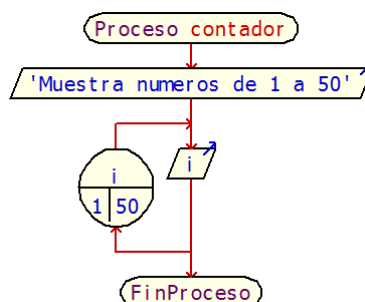 Proceso contador
'Muestra numeros de 1 a 50'
i
i
1 50
FinProceso